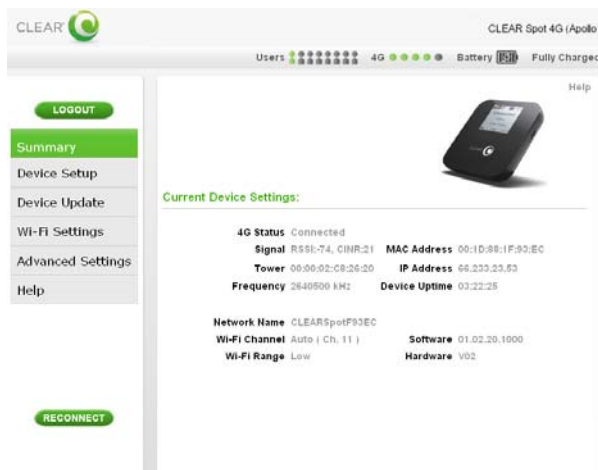 CLEAR
CLEAR Spot 4G (Apollo
Users 4G Battery Fully Charged
Help
LOGOUT
Summary
Device Setup
Device Update
Wi-Fi Settings
Advanced Settings
Help
RECONNECT
Current Device Settings:
4G Status Connected
Signal RSSI:-74, CINR:21 MAC Address 00:1D:88:1F:93:EC
Tower 00:00:02:C8:26:20 IP Address 66.233.23.53
Frequency 2640500 kHz Device Uptime 03:22:25
Network Name CLEARSpotF93EC
Wi-Fi Channel Auto ( Ch. 11 ) Software 01.02.20.1000
Wi-Fi Range Low Hardware V02